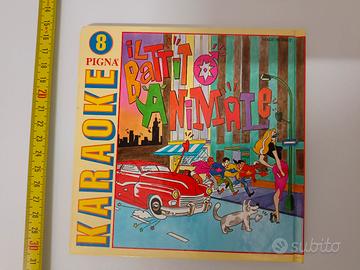 8
PIGNA
KARAOKE
IL
BATTITO
ANIMALE
subito